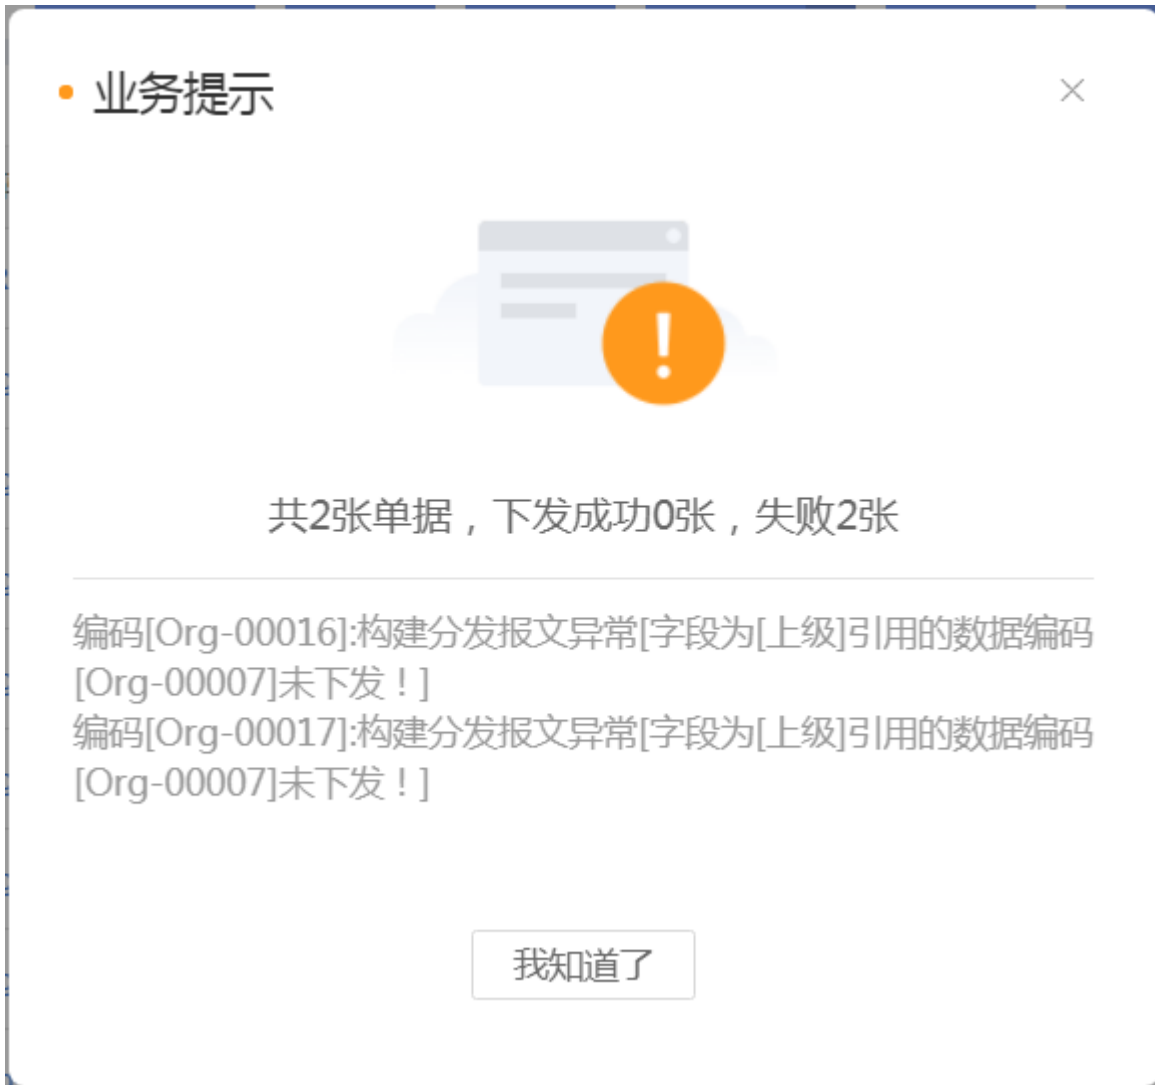 业务提示
共2张单据，下发成功0张，失败2张
编码[Org-00016]:构建分发报文异常[字段为[上级]引用的数据编码
[Org-00007]未下发！]
编码[Org-00017]:构建分发报文异常[字段为[上级]引用的数据编码
[Org-00007]未下发！]
我知道了